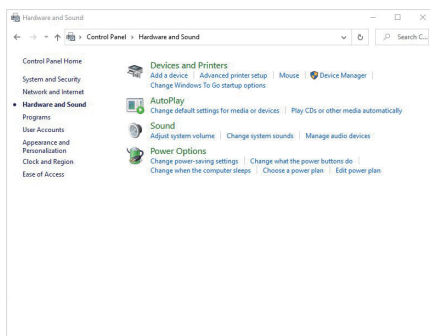 Hardware and Sound
Control Panel > Hardware and Sound
Search C...
Control Panel Home
System and Security
Network and Internet
Hardware and Sound
Programs
User Accounts
Appearance and
Personalization
Clock and Region
Ease of Access
Devices and Printers
Add a device | Advanced printer setup | Mouse | Device Manager |
Change Windows To Go startup options
AutoPlay
Change default settings for media or devices | Play CDs or other media automatically
Sound
Adjust system volume | Change system sounds | Manage audio devices
Power Options
Change power-saving settings | Change what the power buttons do |
Change when the computer sleeps | Choose a power plan | Edit power plan